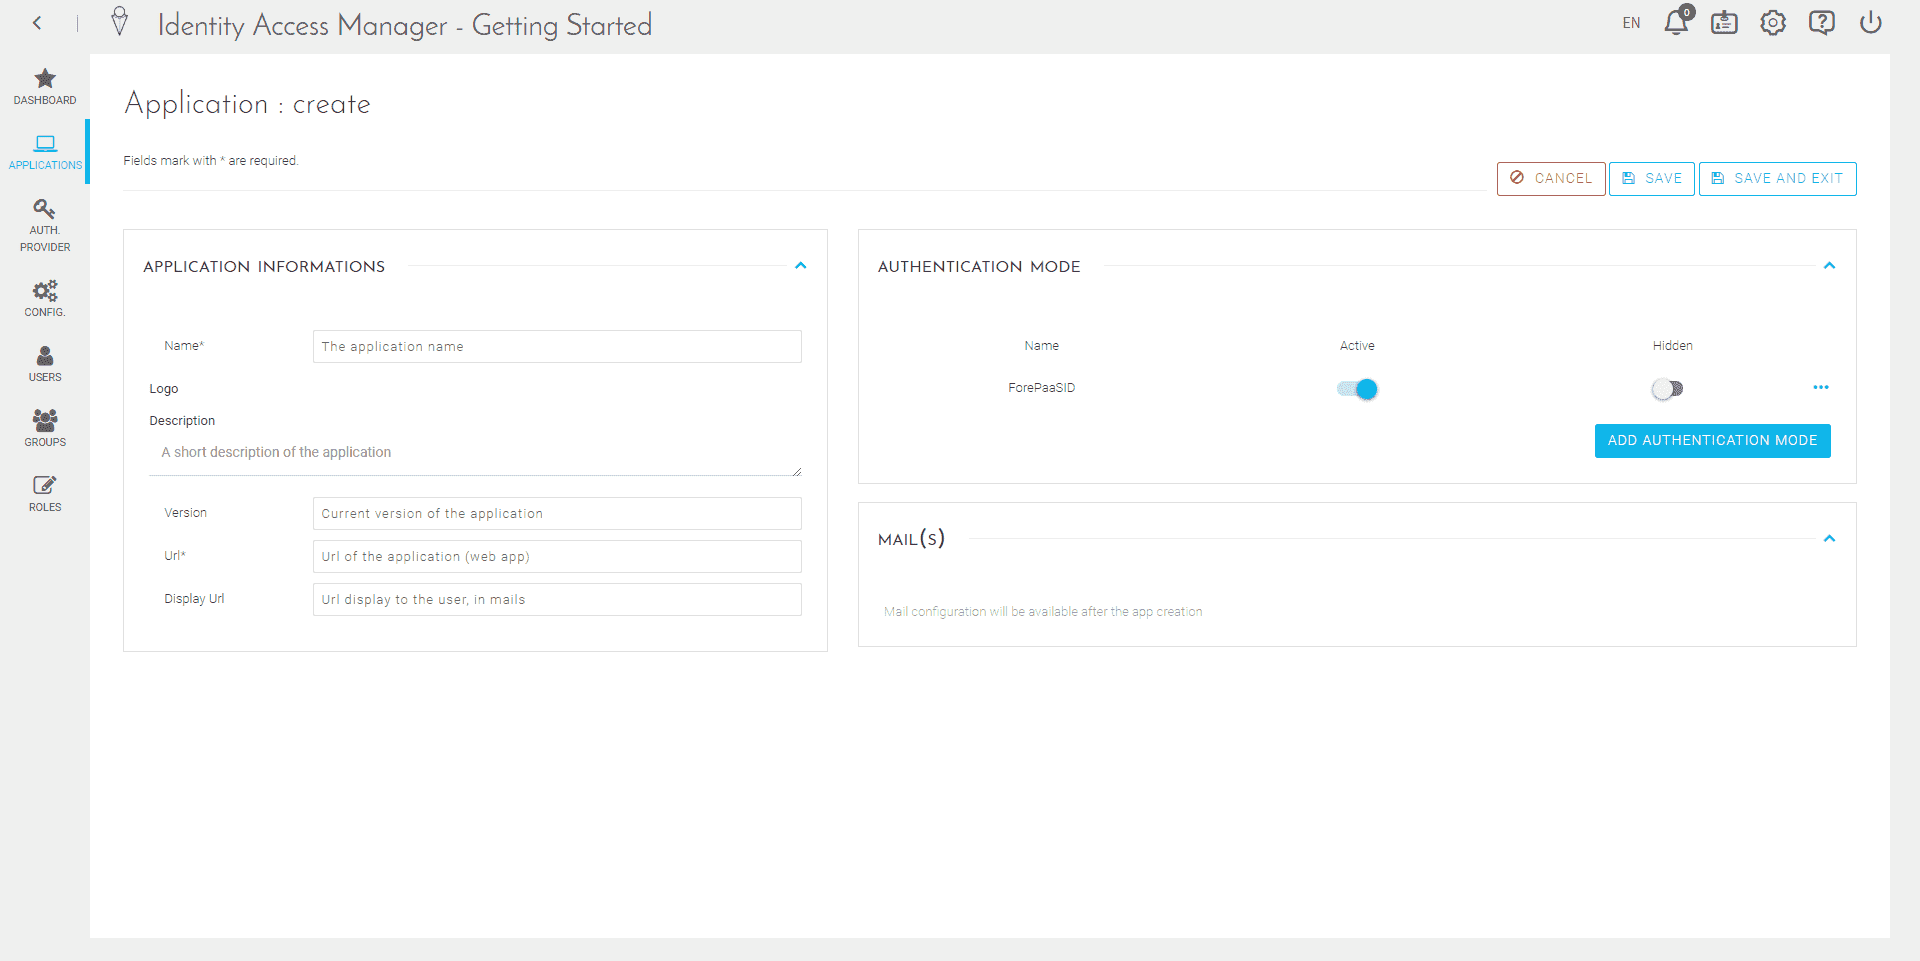 Identity Access Manager - Getting Started
EN
0
DASHBOARD
APPLICATIONS
AUTH.
PROVIDER
CONFIG.
USERS
GROUPS
ROLES
Application : create
Fields mark with * are required.
CANCEL
SAVE
SAVE AND EXIT
APPLICATION INFORMATIONS
Name*
The application name
Logo
Description
A short description of the application
Version
Current version of the application
Url*
Url of the application (web app)
Display Url
Url display to the user, in mails
AUTHENTICATION MODE
Name Active Hidden
ForePaaSID
ADD AUTHENTICATION MODE
MAIL(S)
Mail configuration will be available after the app creation